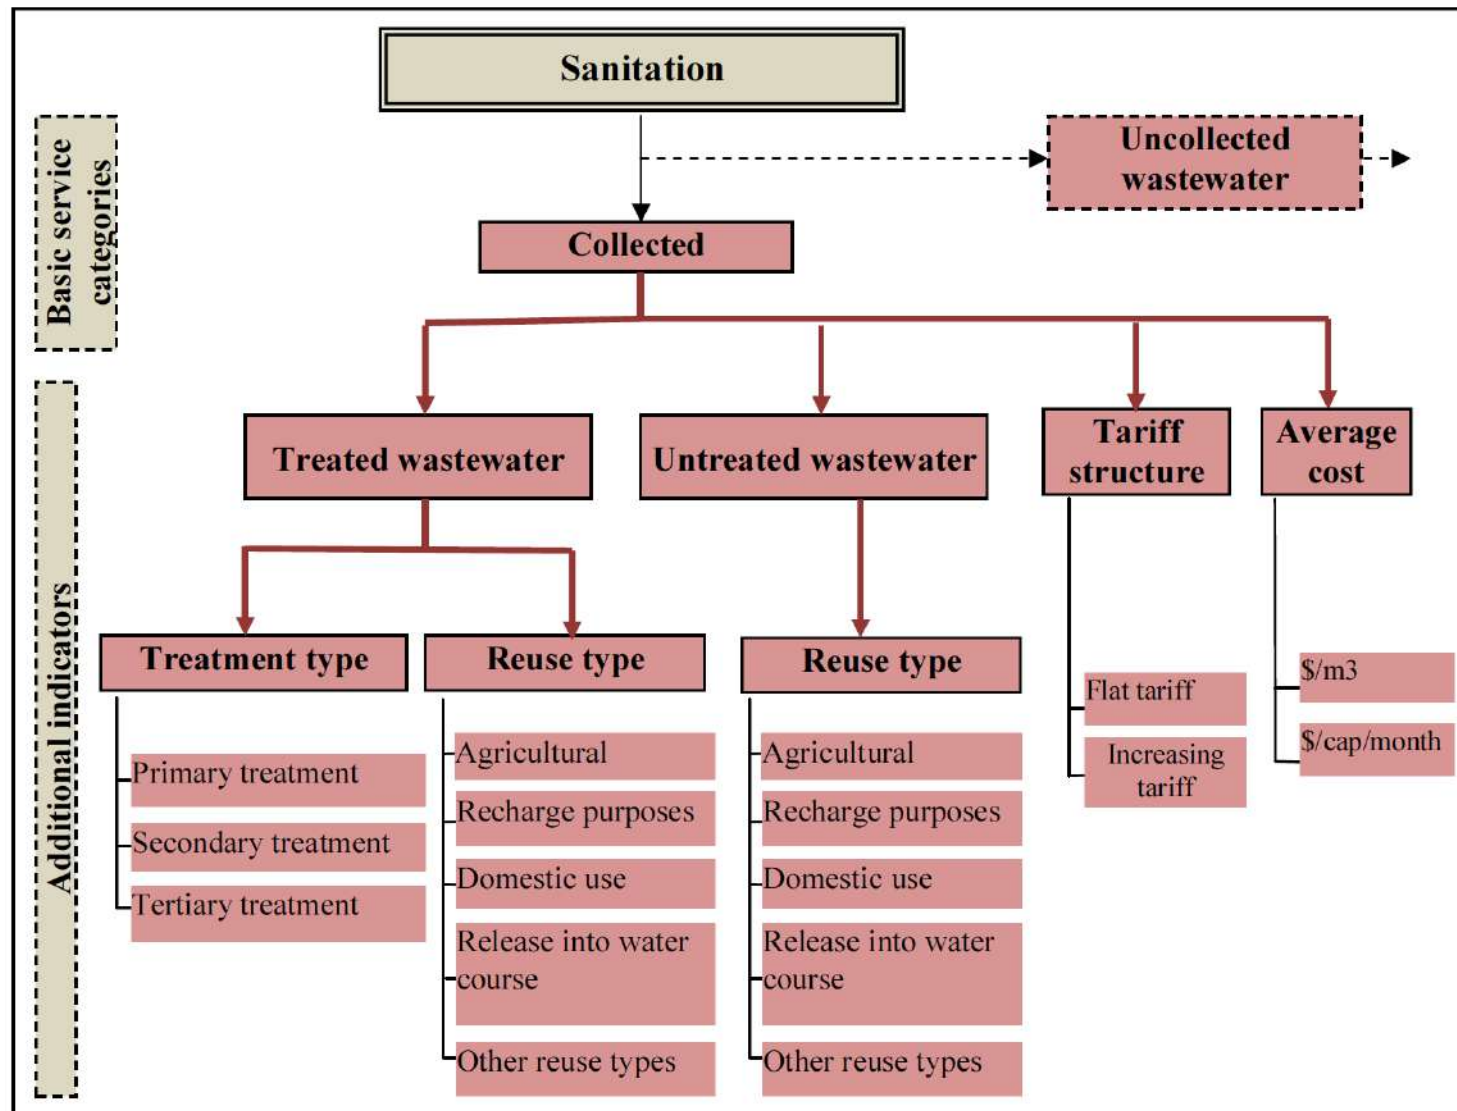 Sanitation
Basic service
categories
Uncollected
wastewater
Collected
Additional indicators
Treated wastewater
Untreated wastewater
Tariff
structure
Average
cost
Treatment type
Primary treatment
Secondary treatment
Tertiary treatment
Reuse type
Agricultural
Recharge purposes
Domestic use
Release into water
course
Other reuse types
Reuse type
Agricultural
Recharge purposes
Domestic use
Release into water
course
Other reuse types
Flat tariff
Increasing
tariff
$/m3
$/cap/month